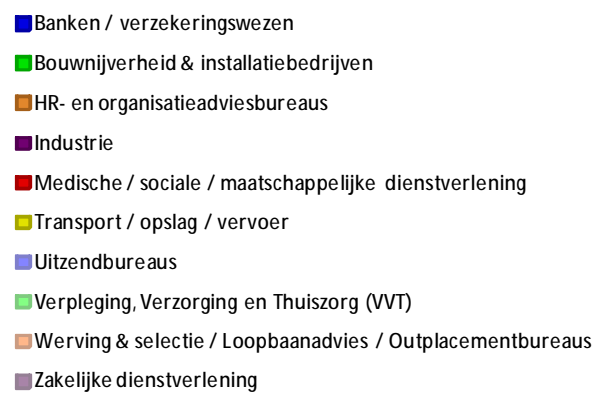 Banken / verzekeringswezen
Bouwnijverheid & installatiebedrijven
HR- en organisatieadviesbureaus
Industrie
Medische / sociale / maatschappelijke dienstverlening
Transport / opslag / vervoer
Uitzendbureaus
Verpleging, Verzorging en Thuiszorg (VVT)
Werving & selectie / Loopbaanadvies / Outplacementbureaus
Zakelijke dienstverlening